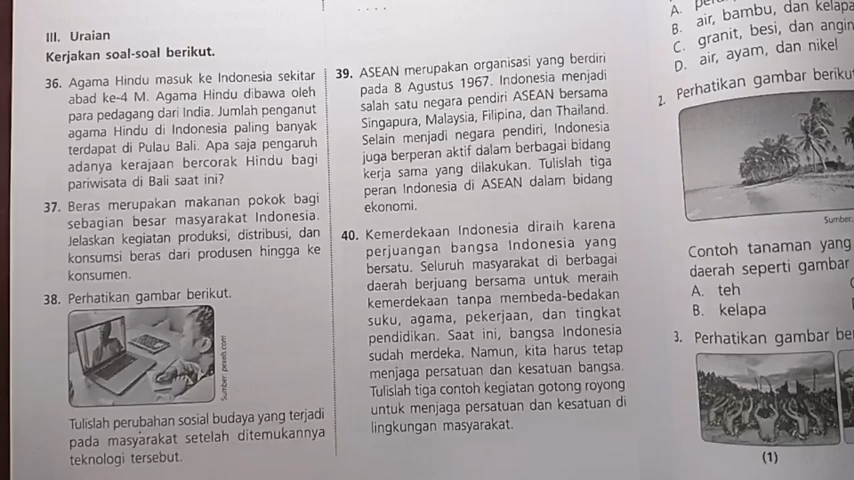 III. Uraian
Kerjakan soal-soal berikut.
36. Agama Hindu masuk ke Indonesia sekitar
abad ke-4 M. Agama Hindu dibawa oleh
para pedagang dari India. Jumlah penganut
agama Hindu di Indonesia paling banyak
terdapat di Pulau Bali. Apa saja pengaruh
adanya kerajaan bercorak Hindu bagi
pariwisata di Bali saat ini?
37. Beras merupakan makanan pokok bagi
sebagian besar masyarakat Indonesia.
Jelaskan kegiatan produksi, distribusi, dan
konsumsi beras dari produsen hingga ke
konsumen.
38. Perhatikan gambar berikut.
Sumber: pexels.com
Tulislah perubahan sosial budaya yang terjadi
pada masyarakat setelah ditemukannya
teknologi tersebut.
39. ASEAN merupakan organisasi yang berdiri
pada 8 Agustus 1967. Indonesia menjadi
salah satu negara pendiri ASEAN bersama
Singapura, Malaysia, Filipina, dan Thailand.
Selain menjadi negara pendiri, Indonesia
juga berperan aktif dalam berbagai bidang
kerja sama yang dilakukan. Tulislah tiga
peran Indonesia di ASEAN dalam bidang
ekonomi.
40. Kemerdekaan Indonesia diraih karena
perjuangan bangsa Indonesia yang
bersatu. Seluruh masyarakat di berbagai
daerah berjuang bersama untuk meraih
kemerdekaan tanpa membeda-bedakan
suku, agama, pekerjaan, dan tingkat
pendidikan. Saat ini, bangsa Indonesia
sudah merdeka. Namun, kita harus tetap
menjaga persatuan dan kesatuan bangsa.
Tulislah tiga contoh kegiatan gotong royong
untuk menjaga persatuan dan kesatuan di
lingkungan masyarakat.
A.
B. air, bambu, dan kelapa
C. granit, besi, dan angin
D. air, ayam, dan nikel
2. Perhatikan gambar beriku
Sumber:
Contoh tanaman yang
daerah seperti gambar
A. teh
B. kelapa
3. Perhatikan gambar be
(1)